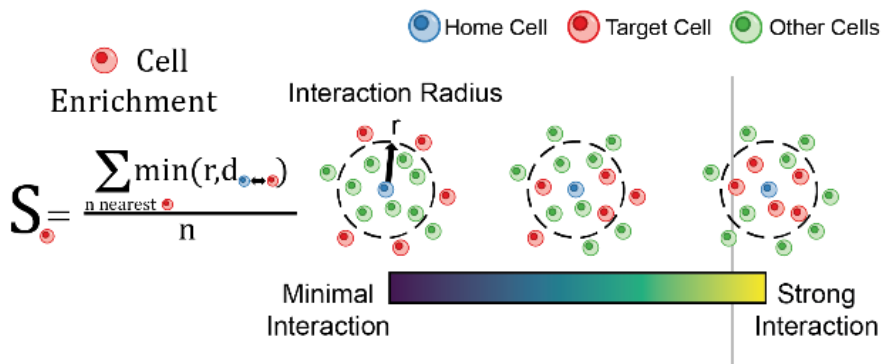 Home Cell Target Cell Other Cells
Cell
Enrichment
Interaction Radius
r
S = ∑ min(r,d ↔ )
n nearest
n
Minimal
Interaction
Strong
Interaction